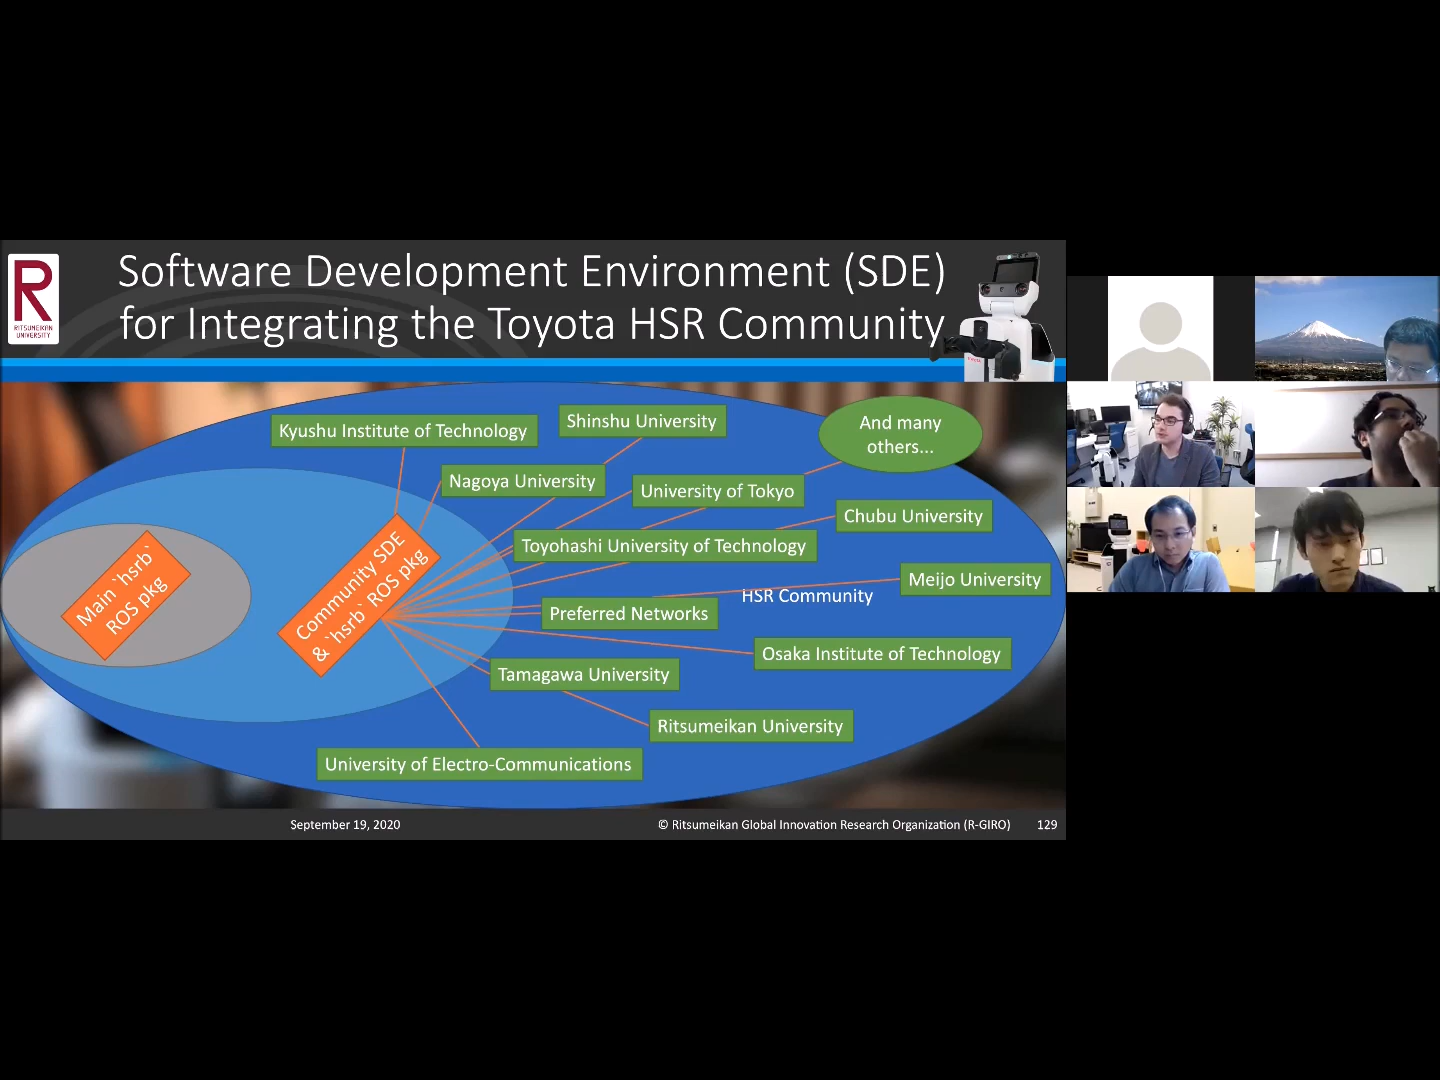 Software Development Environment (SDE)
for Integrating the Toyota HSR Community
R
RITSUMEIKAN
UNIVERSITY
Kyushu Institute of Technology
Shinshu University
And many
others...
Nagoya University
University of Tokyo
Chubu University
Toyohashi University of Technology
Main `hsrb`
ROS pkg
Community SDE
& `hsrb` ROS pkg
Meijo University
HSR Community
Preferred Networks
Osaka Institute of Technology
Tamagawa University
Ritsumeikan University
University of Electro-Communications
September 19, 2020
© Ritsumeikan Global Innovation Research Organization (R-GIRO)
129